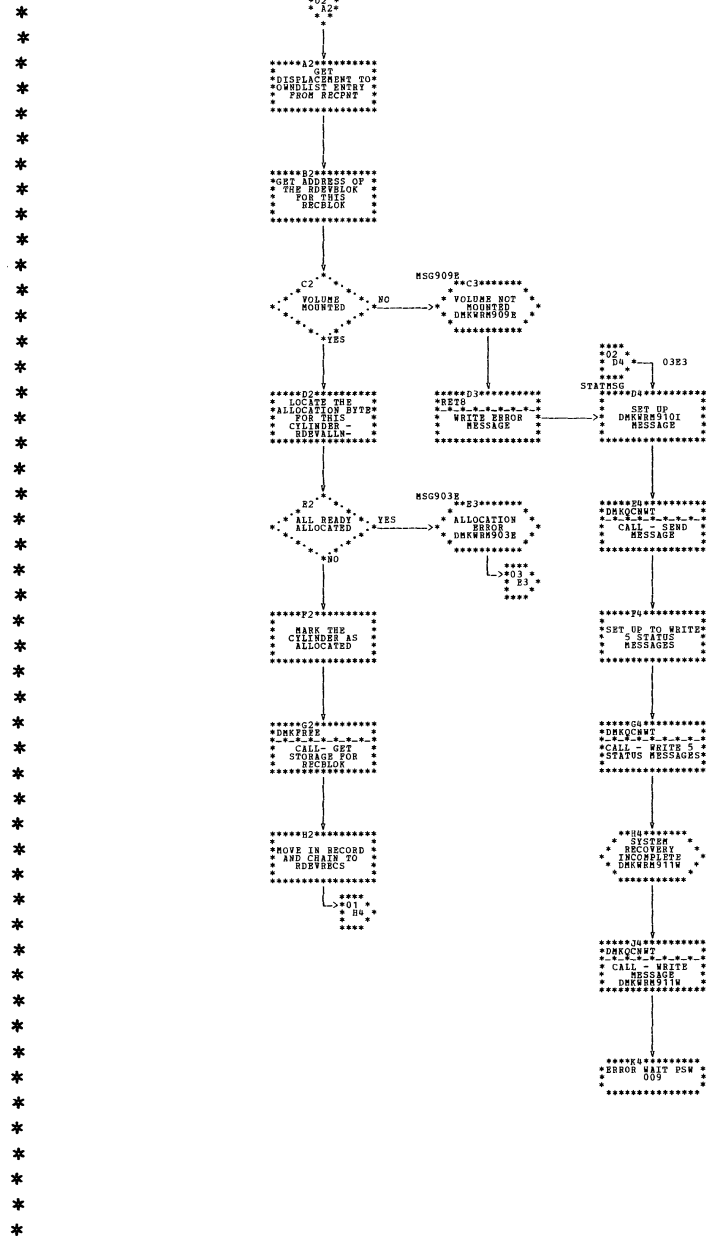 *02 *
* A2*
*****A2**********
GET
*DISPLACEMENT TO*
*OWNDLIST ENTRY *
* FROM RECPNT *
*****B2**********
*GET ADDRESS OF *
* THE RDEVBLOK *
* FOR THIS *
* RECBLOK *
C2
VOLUME
MOUNTED
NO
YES
MSG909E
**C3*******
VOLUME NOT
MOUNTED
DMKWRM909E
****
*02 *
* D4 *
****
03E3
*****D2**********
* LOCATE THE *
*ALLOCATION BYTE*
* FOR THIS *
* CYLINDER - *
* RDEVALLN- *
*****D3**********
*RET8 *
*-*-*-*-*-*-*-*-*
* WRITE ERROR *
* MESSAGE *
STATMSG
*****D4**********
SET UP
DMKWRM910I
MESSAGE
E2
ALL READY
ALLOCATED
YES
*NO
MSG903E
**E3*******
ALLOCATION
ERROR
DMKWRM903E
****
*03 *
* E3 *
****
*****E4**********
*DMKQCNWT *
*-*-*-*-*-*-*-*-*
* CALL - SEND *
* MESSAGE *
*****F2**********
MARK THE
CYLINDER AS
ALLOCATED
*****F4**********
*SET UP TO WRITE*
* 5 STATUS *
* MESSAGES *
*****G2**********
*DMKFREE *
*-*-*-*-*-*-*-*-*
* CALL- GET *
* STORAGE FOR *
* RECBLOK *
*****G4**********
*DMKQCNWT *
*-*-*-*-*-*-*-*-*
*CALL - WRITE 5 *
*STATUS MESSAGES*
*****H2**********
*MOVE IN RECORD *
* AND CHAIN TO *
* RDEVRECS *
****
*01 *
* H4 *
****
**H4*******
SYSTEM
RECOVERY
INCOMPLETE
DMKWRM911W
*****J4**********
*DMKQCNWT *
*-*-*-*-*-*-*-*-*
* CALL - WRITE *
* MESSAGE *
* DMKWRM911W *
****K4*********
*ERROR WAIT PSW *
* 009 *
***************